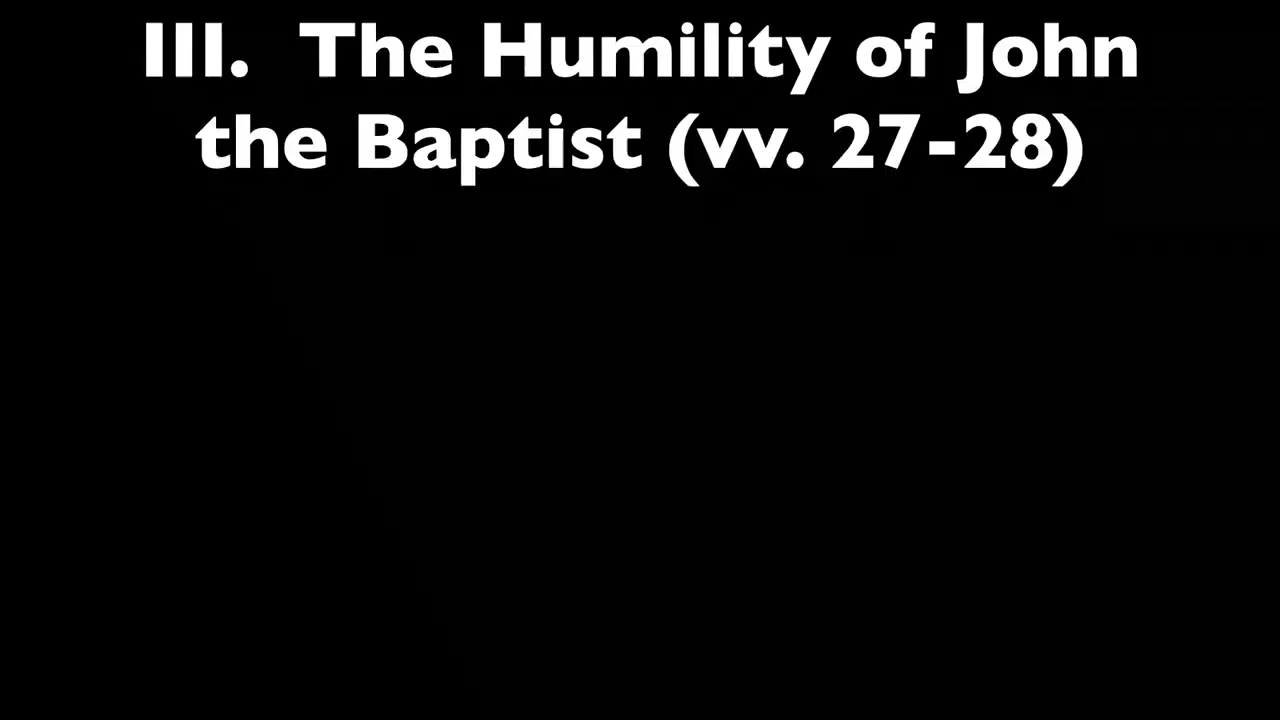 III.  The Humility of John
the Baptist (vv. 27-28)